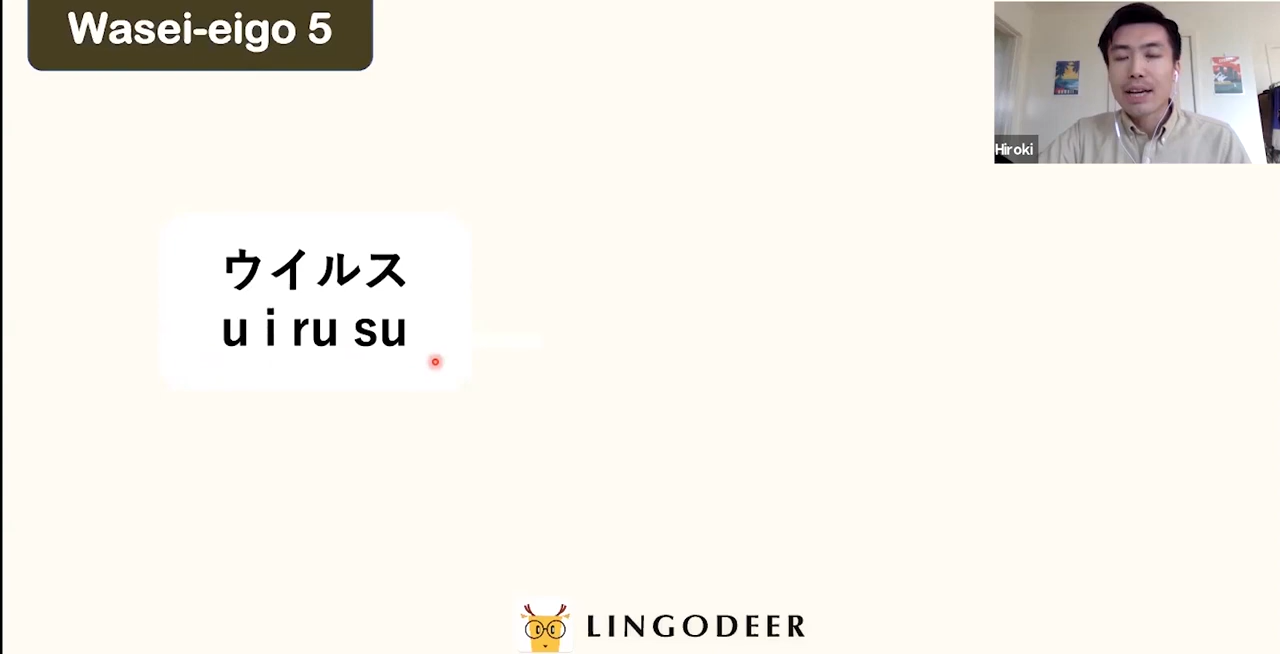 Wasei-eigo 5
Hiroki
ウイルス
u i ru su
LINGODEER